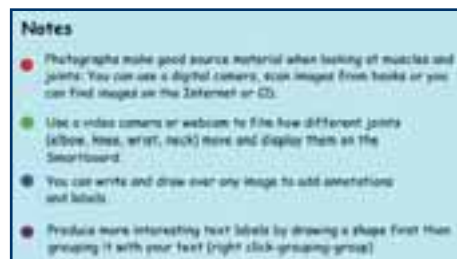 Notes
Photographs make good source material when looking at muscles and
joints. You can use a digital camera, scan images from books or you
can find images on the Internet or CD.
Use a video camera or webcam to film how different joints
(elbow, knee, wrist, neck) move and display them on the
Smartboard.
You can write and draw over any image to add annotations
and labels.
Produce more interesting text labels by drawing a shape first then
grouping it with your text (right click-grouping-group)